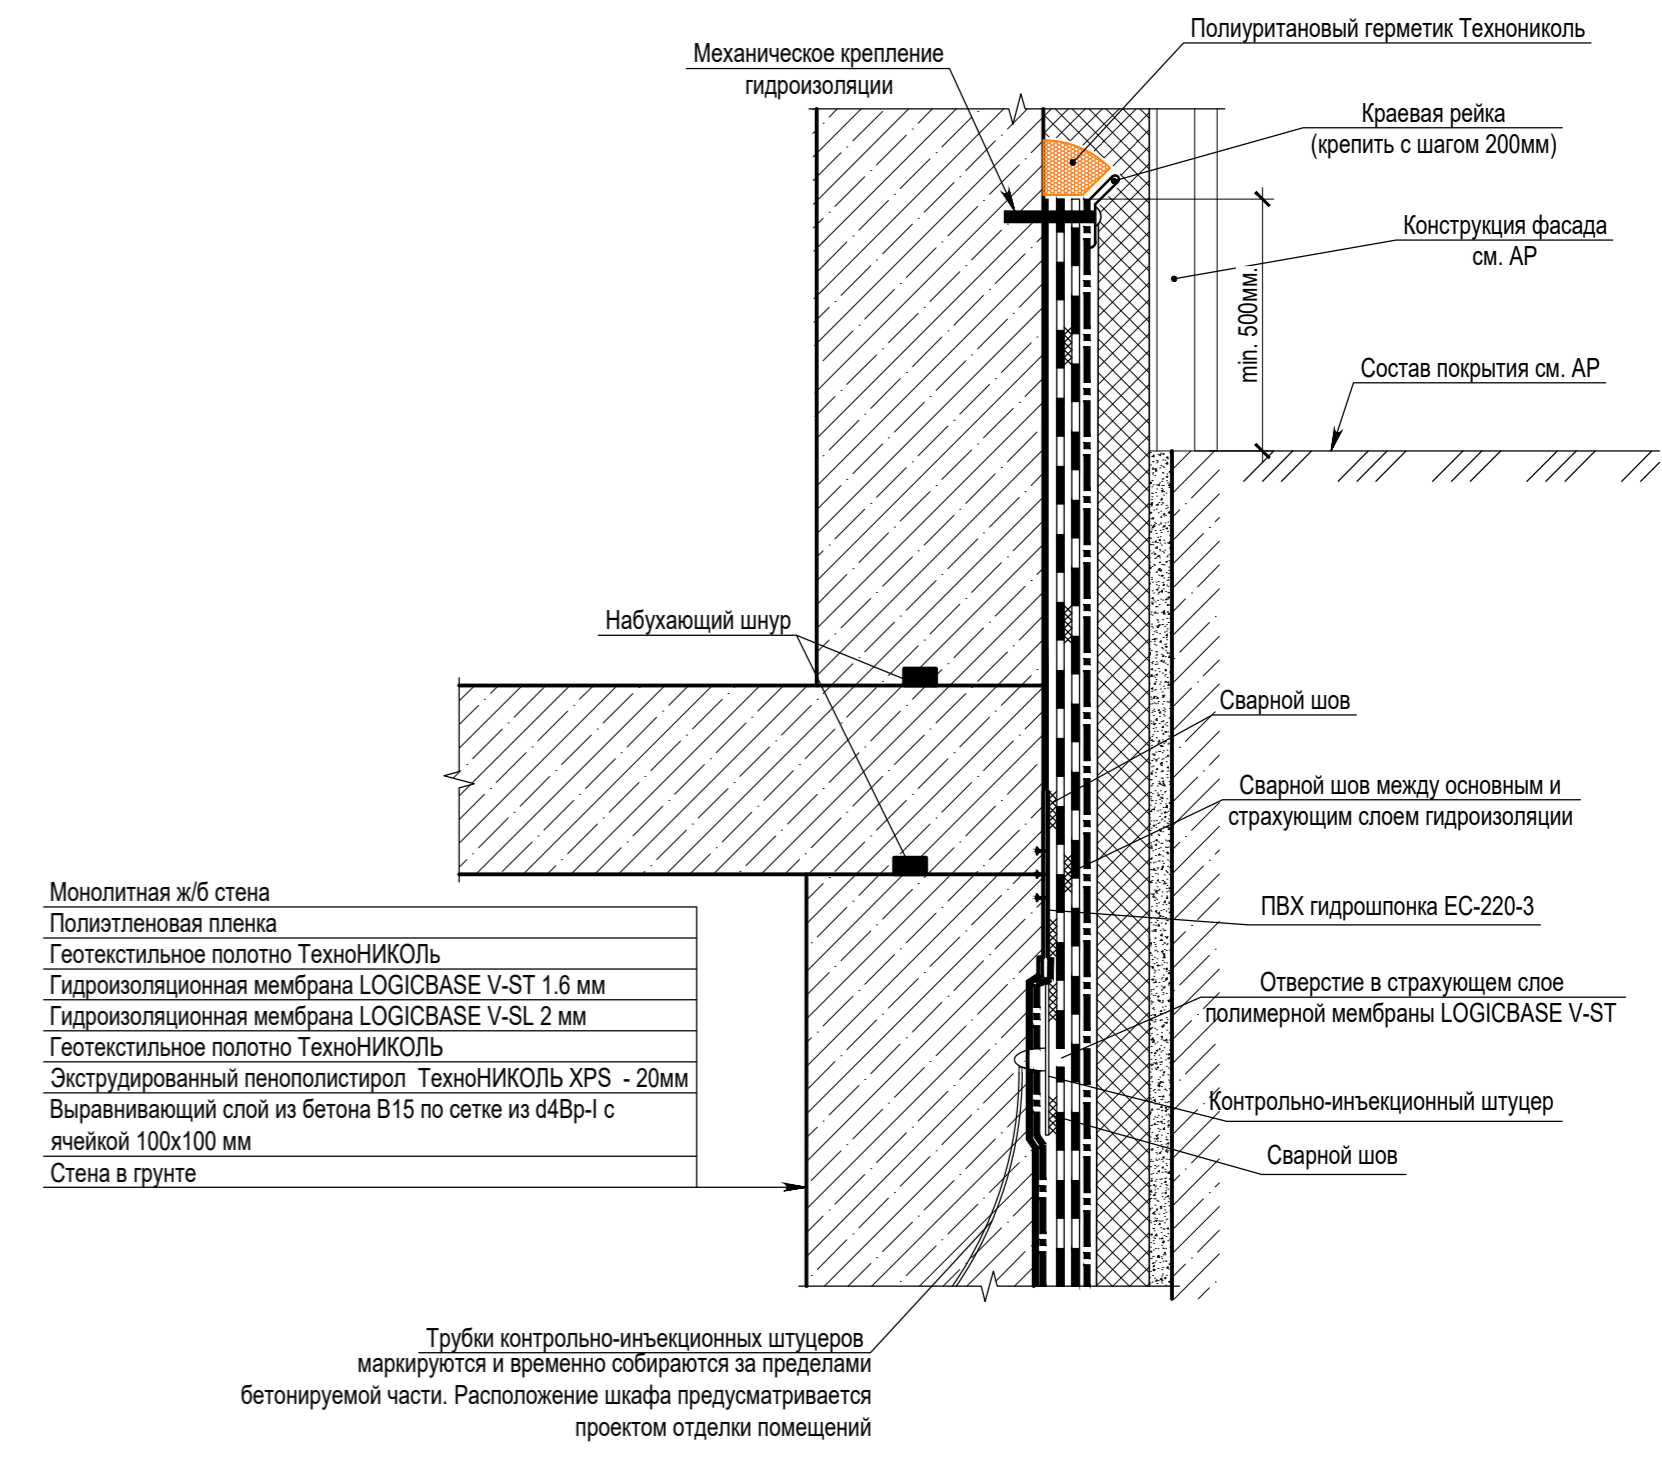 Полиуритановый герметик Технониколь
Механическое крепление
гидроизоляции
Краевая рейка
(крепить с шагом 200мм)
Конструкция фасада
см. АР
min. 500мм.
Состав покрытия см. АР
Набухающий шнур
Сварной шов
Сварной шов между основным и
страхующим слоем гидроизоляции
ПВХ гидрошпонка ЕС-220-3
Отверстие в страхующем слое
полимерной мембраны LOGICBASE V-ST
Контрольно-инъекционный штуцер
Сварной шов
Монолитная ж/б стена
Полиэтленовая пленка
Геотекстильное полотно ТехноНИКОЛь
Гидроизоляционная мембрана LOGICBASE V-ST 1.6 мм
Гидроизоляционная мембрана LOGICBASE V-SL 2 мм
Геотекстильное полотно ТехноНИКОЛЬ
Экструдированный пенополистирол ТехноНИКОЛЬ XPS - 20мм
Выравнивающий слой из бетона В15 по сетке из d4Вр-I с
ячейкой 100х100 мм
Стена в грунте
Трубки контрольно-инъекционных штуцеров
маркируются и временно собираются за пределами
бетонируемой части. Расположение шкафа предусматривается
проектом отделки помещений